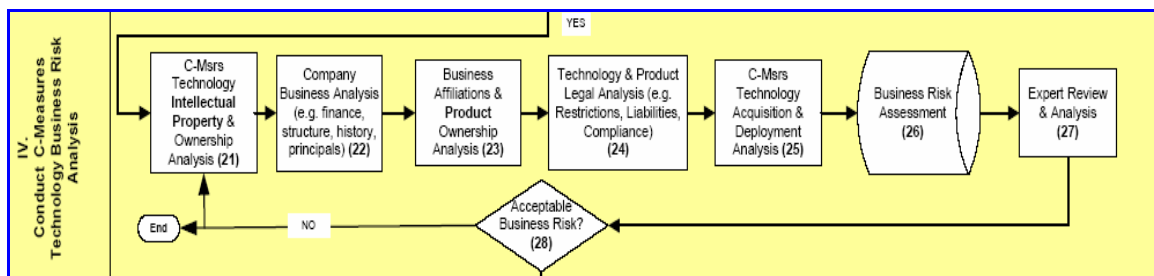 IV.
Conduct C-Measures
Technology Business Risk
Analysis
YES
C-Msrs
Technology
Intellectual
Property &
Ownership
Analysis (21)
Company
Business Analysis
(e.g. finance,
structure, history,
principals) (22)
Business
Affiliations &
Product
Ownership
Analysis (23)
Technology & Product
Legal Analysis (e.g.
Restrictions, Liabilities,
Compliance)
(24)
C-Msrs
Technology
Acquisition &
Deployment
Analysis
(25)
Business Risk
Assessment
(26)
Expert Review
& Analysis
(27)
Acceptable
Business Risk?
(28)
NO
End